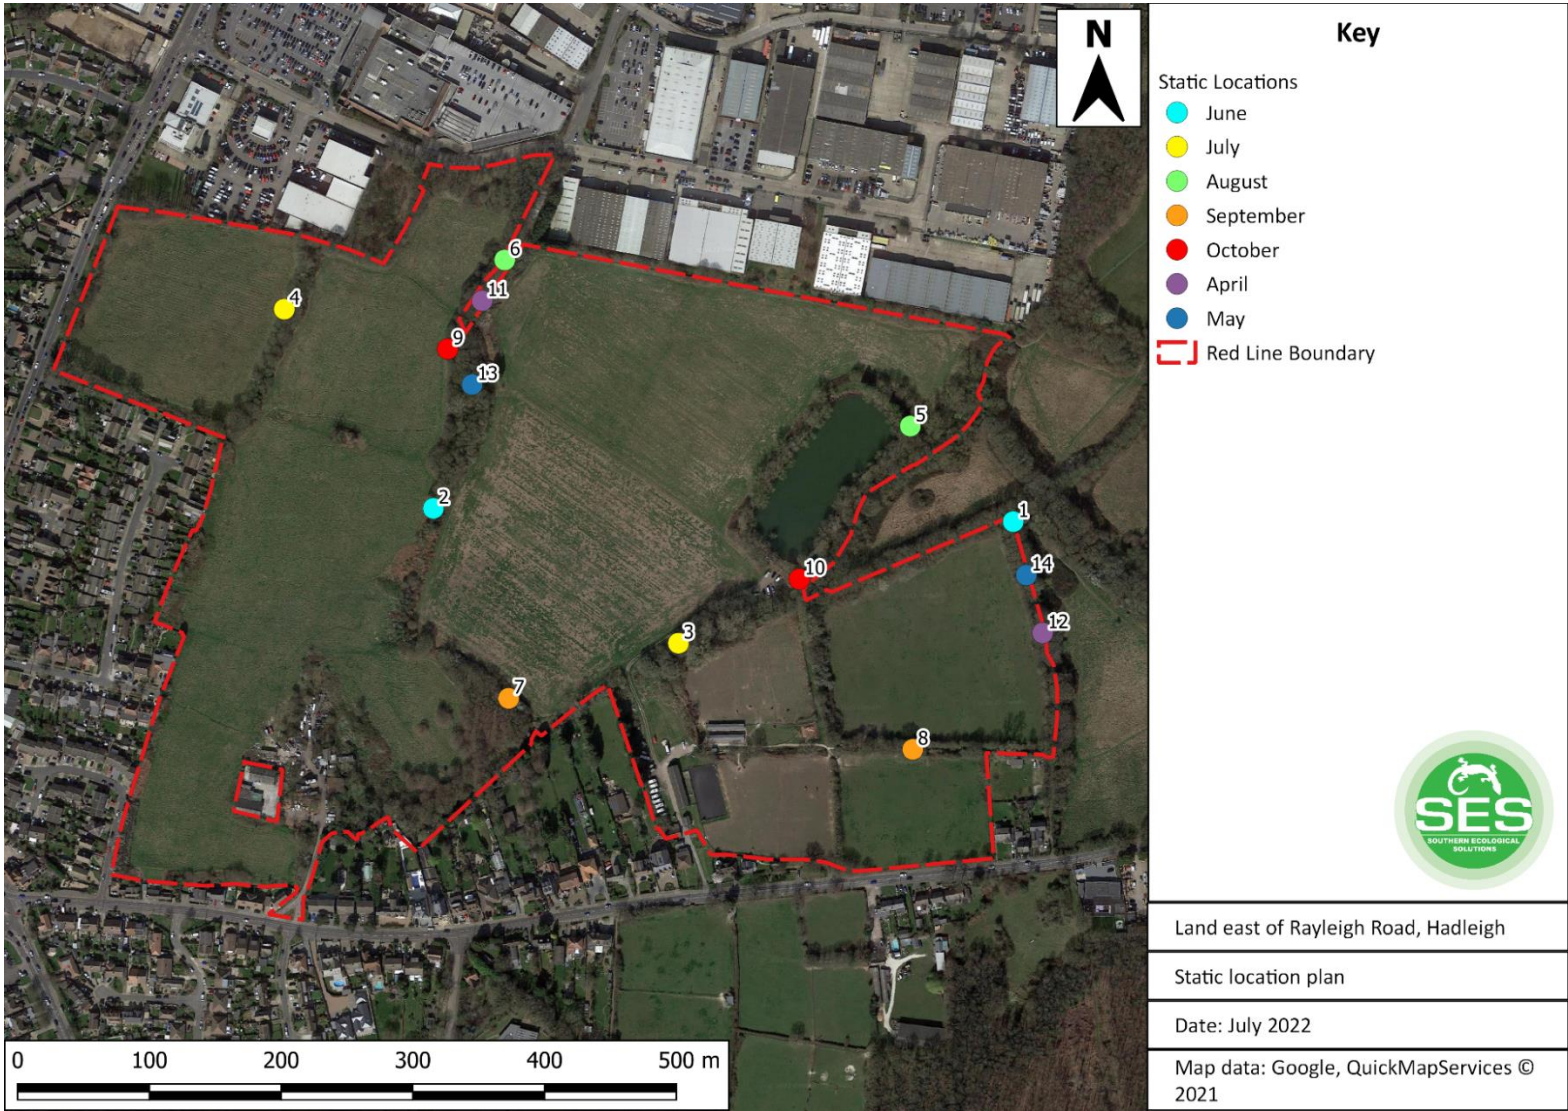 N
6
4
11
9
13
5
2
1
10
14
12
3
7
8
0 100 200 300 400 500 m
Key
Static Locations
June
July
August
September
October
April
May
Red Line Boundary
SES
SOUTHERN ECOLOGICAL
SOLUTIONS
Land east of Rayleigh Road, Hadleigh
Static location plan
Date: July 2022
Map data: Google, QuickMapServices ©
2021